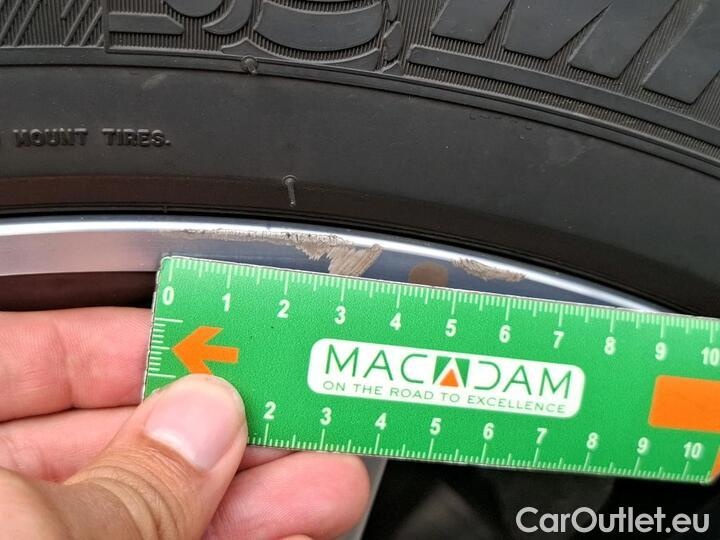 MOUNT TIRES.
0 1 2 3 4 5 6 7 8 9 10
MACADAM
ON THE ROAD TO EXCELLENCE
2 3 4 5 6 7 8 9 10
CarOutlet.eu